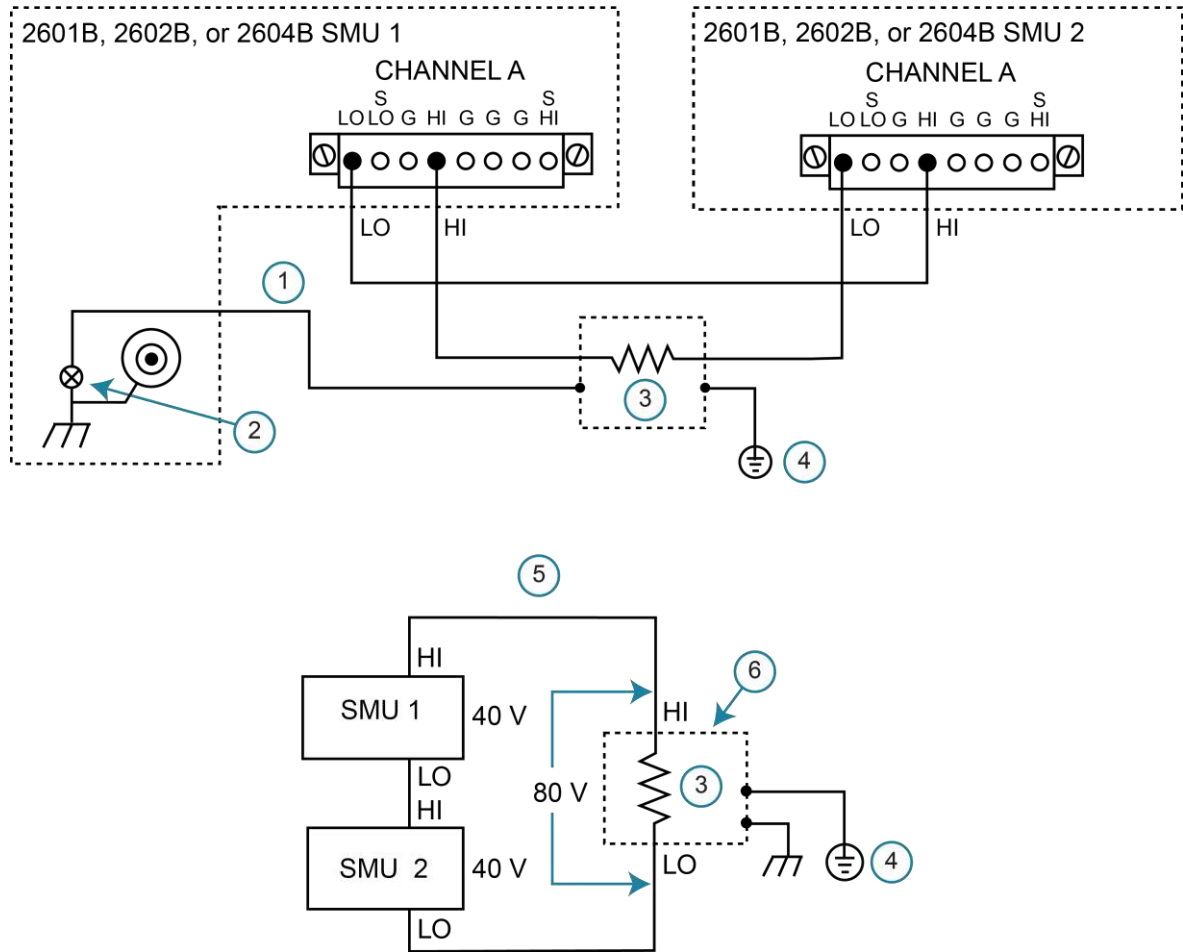 2601B, 2602B, or 2604B SMU 1
CHANNEL A
S S
LO LO G HI G G G HI
LO HI
2601B, 2602B, or 2604B SMU 2
CHANNEL A
S S
LO LO G HI G G G HI
LO HI
1
2
3
4
5
HI
SMU 1 40 V
LO
HI
SMU 2 40 V
LO
80 V
6
HI
3
LO
4